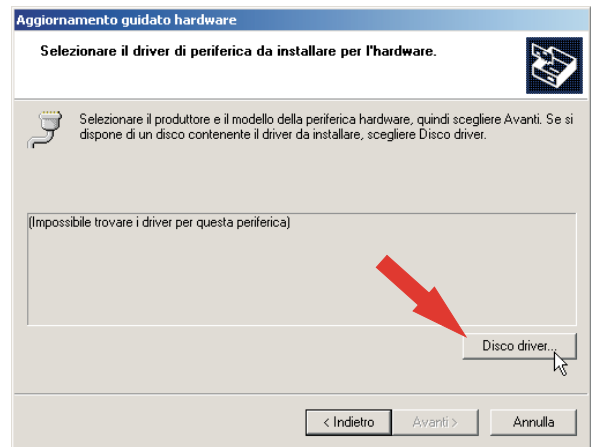 Aggiornamento guidato hardware
Selezionare il driver di periferica da installare per l'hardware.
Selezionare il produttore e il modello della periferica hardware, quindi scegliere Avanti. Se si
dispone di un disco contenente il driver da installare, scegliere Disco driver.
(Impossibile trovare i driver per questa periferica)
Disco driver...
< Indietro
Avanti >
Annulla